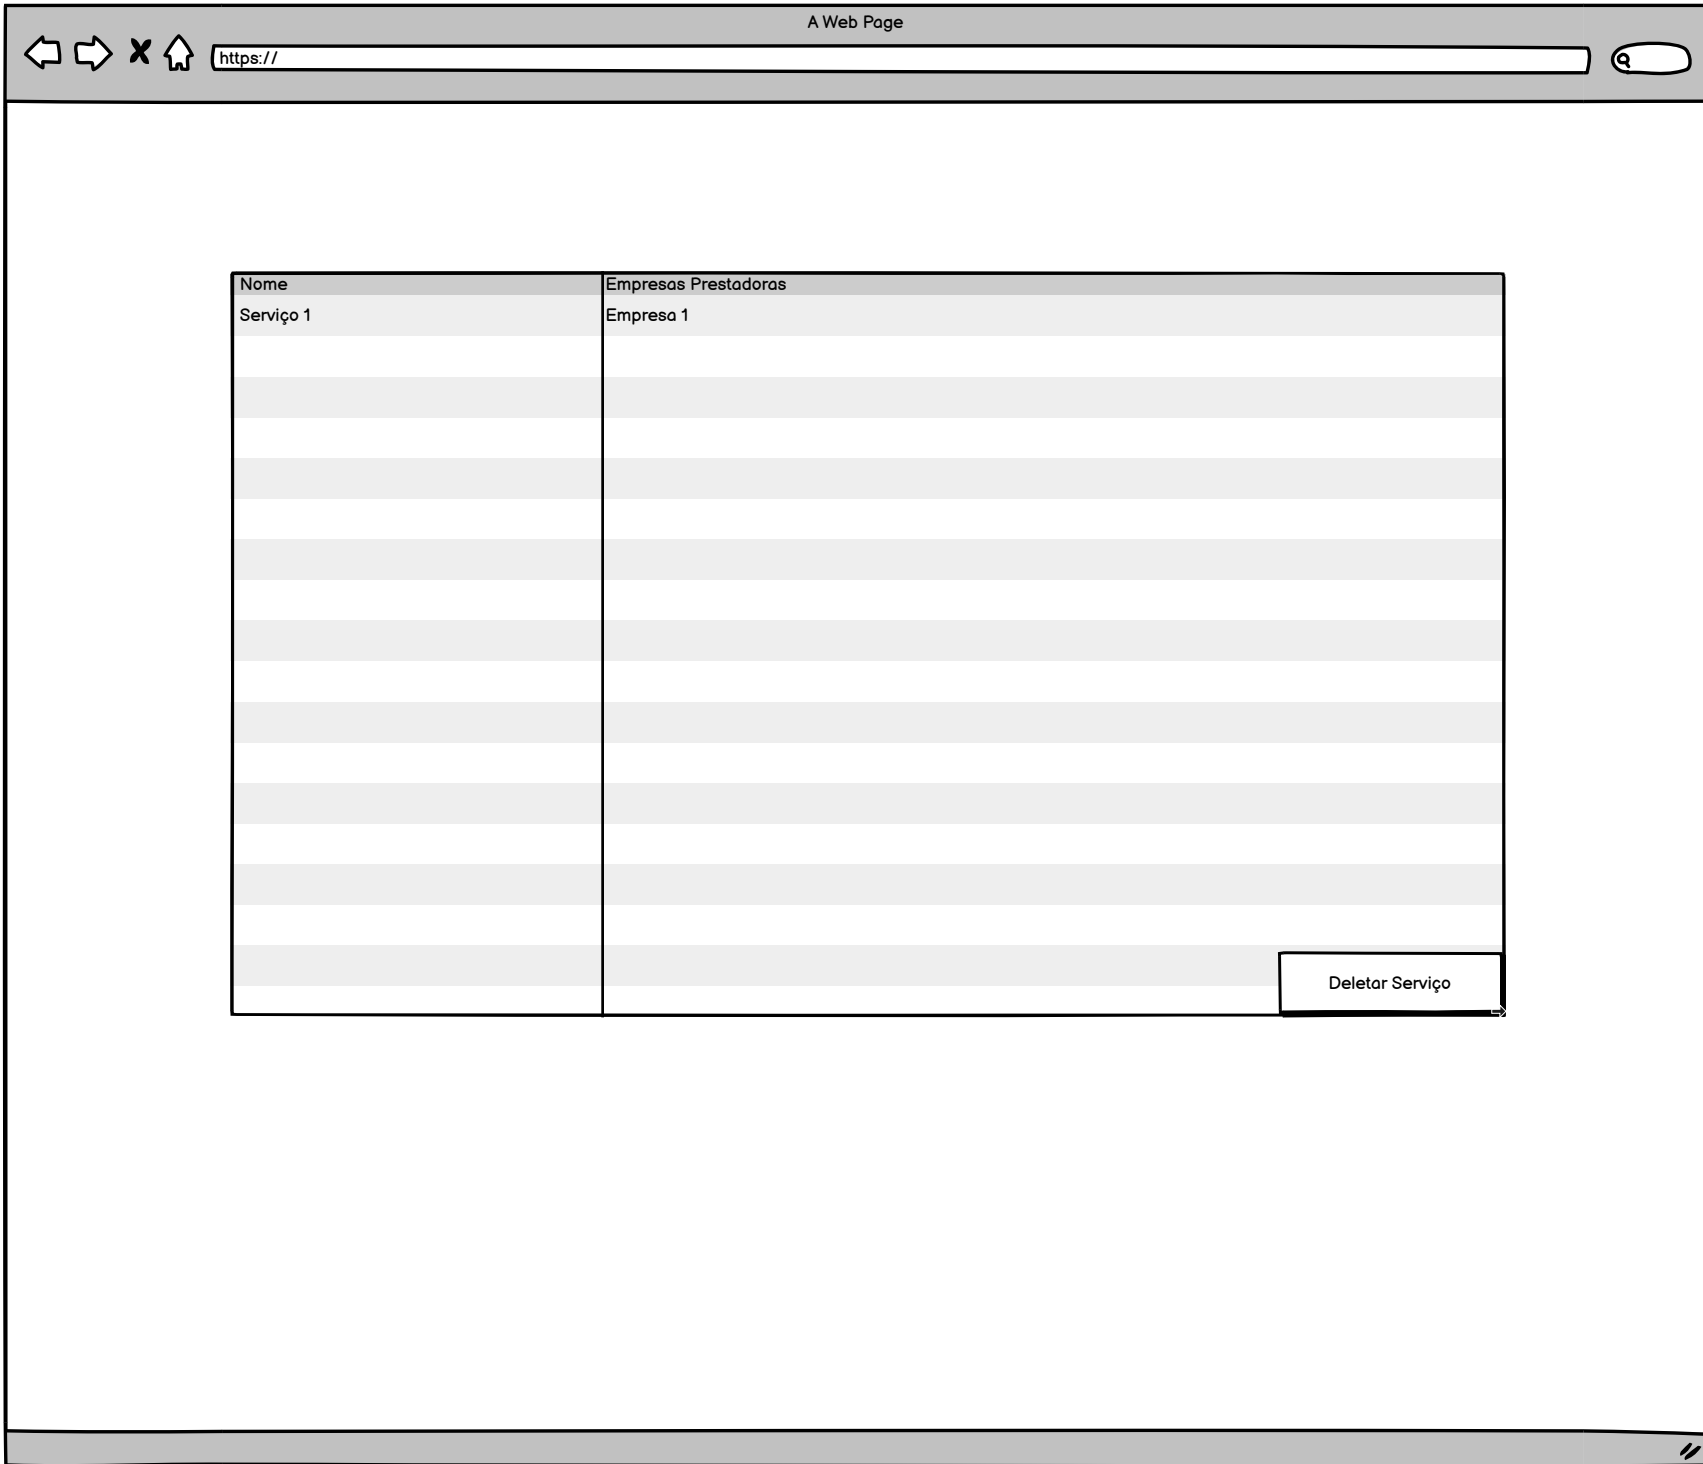 A Web Page
https://
Nome
Empresas Prestadoras
Serviço 1
Empresa 1
Deletar Serviço